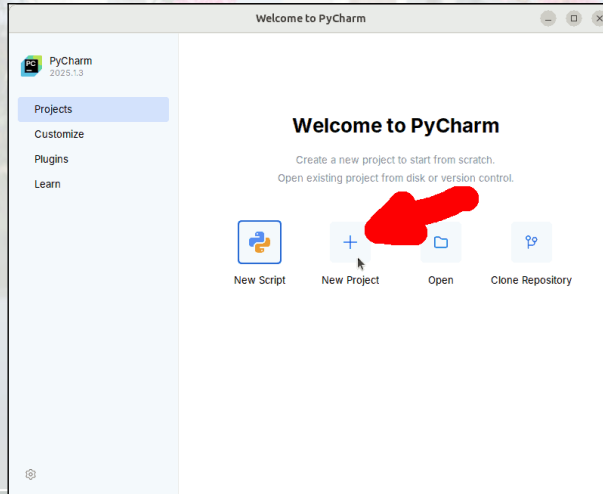 Welcome to PyCharm
PC
PyCharm
2025.1.3
Projects
Customize
Plugins
Learn
Welcome to PyCharm
Create a new project to start from scratch.
Open existing project from disk or version control.
New Script
New Project
Open
Clone Repository